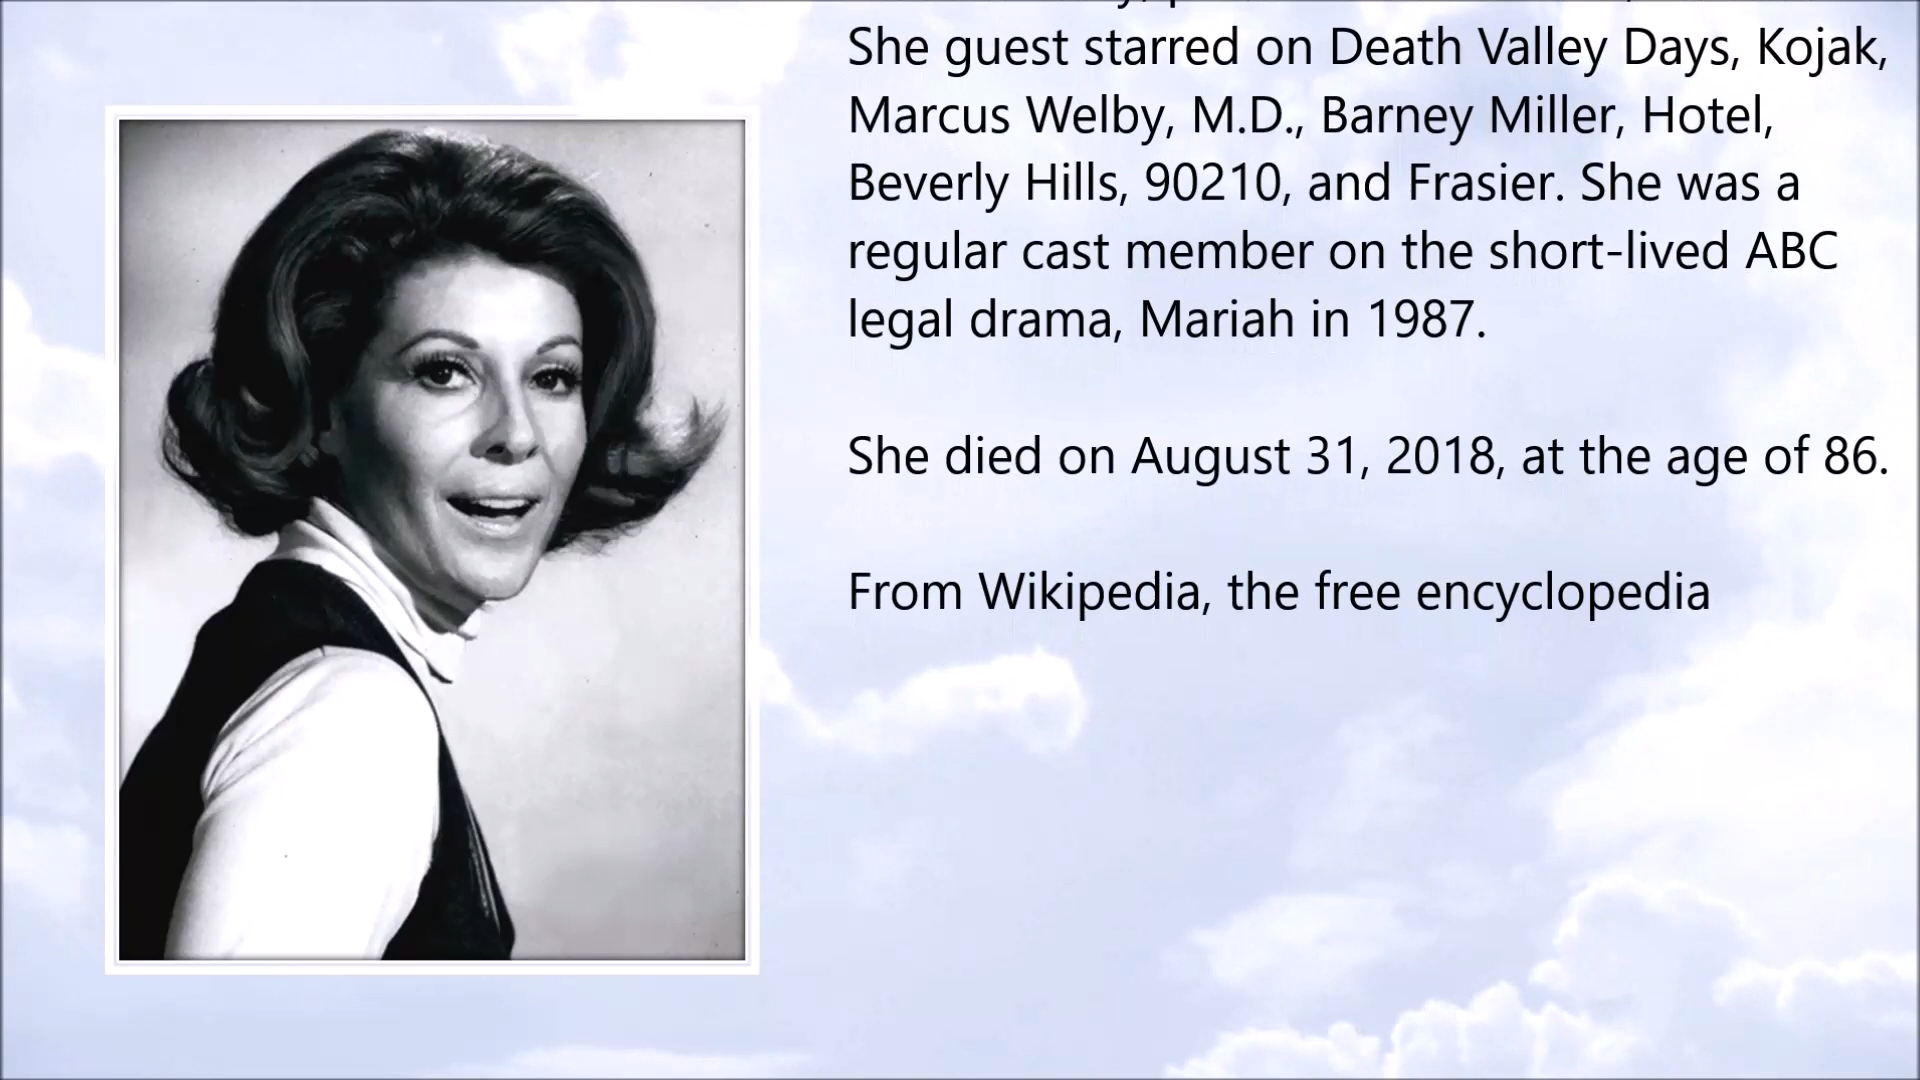 She guest starred on Death Valley Days, Kojak,
Marcus Welby, M.D., Barney Miller, Hotel,
Beverly Hills, 90210, and Frasier. She was a
regular cast member on the short-lived ABC
legal drama, Mariah in 1987.
She died on August 31, 2018, at the age of 86.
From Wikipedia, the free encyclopedia